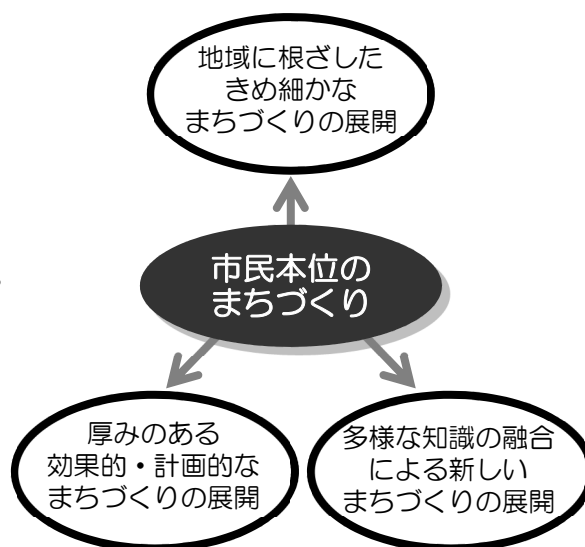 地域に根ざした
きめ細かな
まちづくりの展開
市民本位の
まちづくり
厚みのある
効果的・計画的な
まちづくりの展開
多様な知識の融合
による新しい
まちづくりの展開